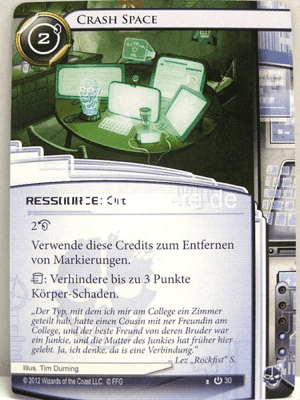 CRASH SPACE
2
RESSOURCE: Ort
2
Verwende diese Credits zum Entfernen
von Markierungen.
: Verhindere bis zu 3 Punkte
Körper-Schaden.
„Der Typ, mit dem ich mir am College ein Zimmer
geteilt hab, hatte einen Cousin mit ner Freundin am
College, und der beste Freund von deren Bruder war
ein Junkie, und die Mutter des Junkies hat früher hier
gelebt. Ja, ich denke, da is eine Verbindung.“
– Lez „Rockfist“ S.
Illus. Tim Durning
© 2012 Wizards of the Coast LLC. © FFG
30